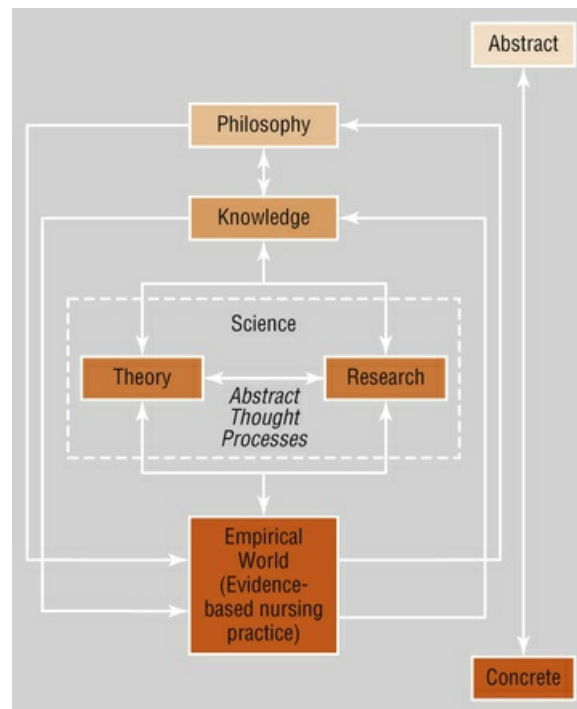 Abstract
Philosophy
Knowledge
Science
Theory
Research
Abstract
Thought
Processes
Empirical
World
(Evidence-
based nursing
practice)
Concrete